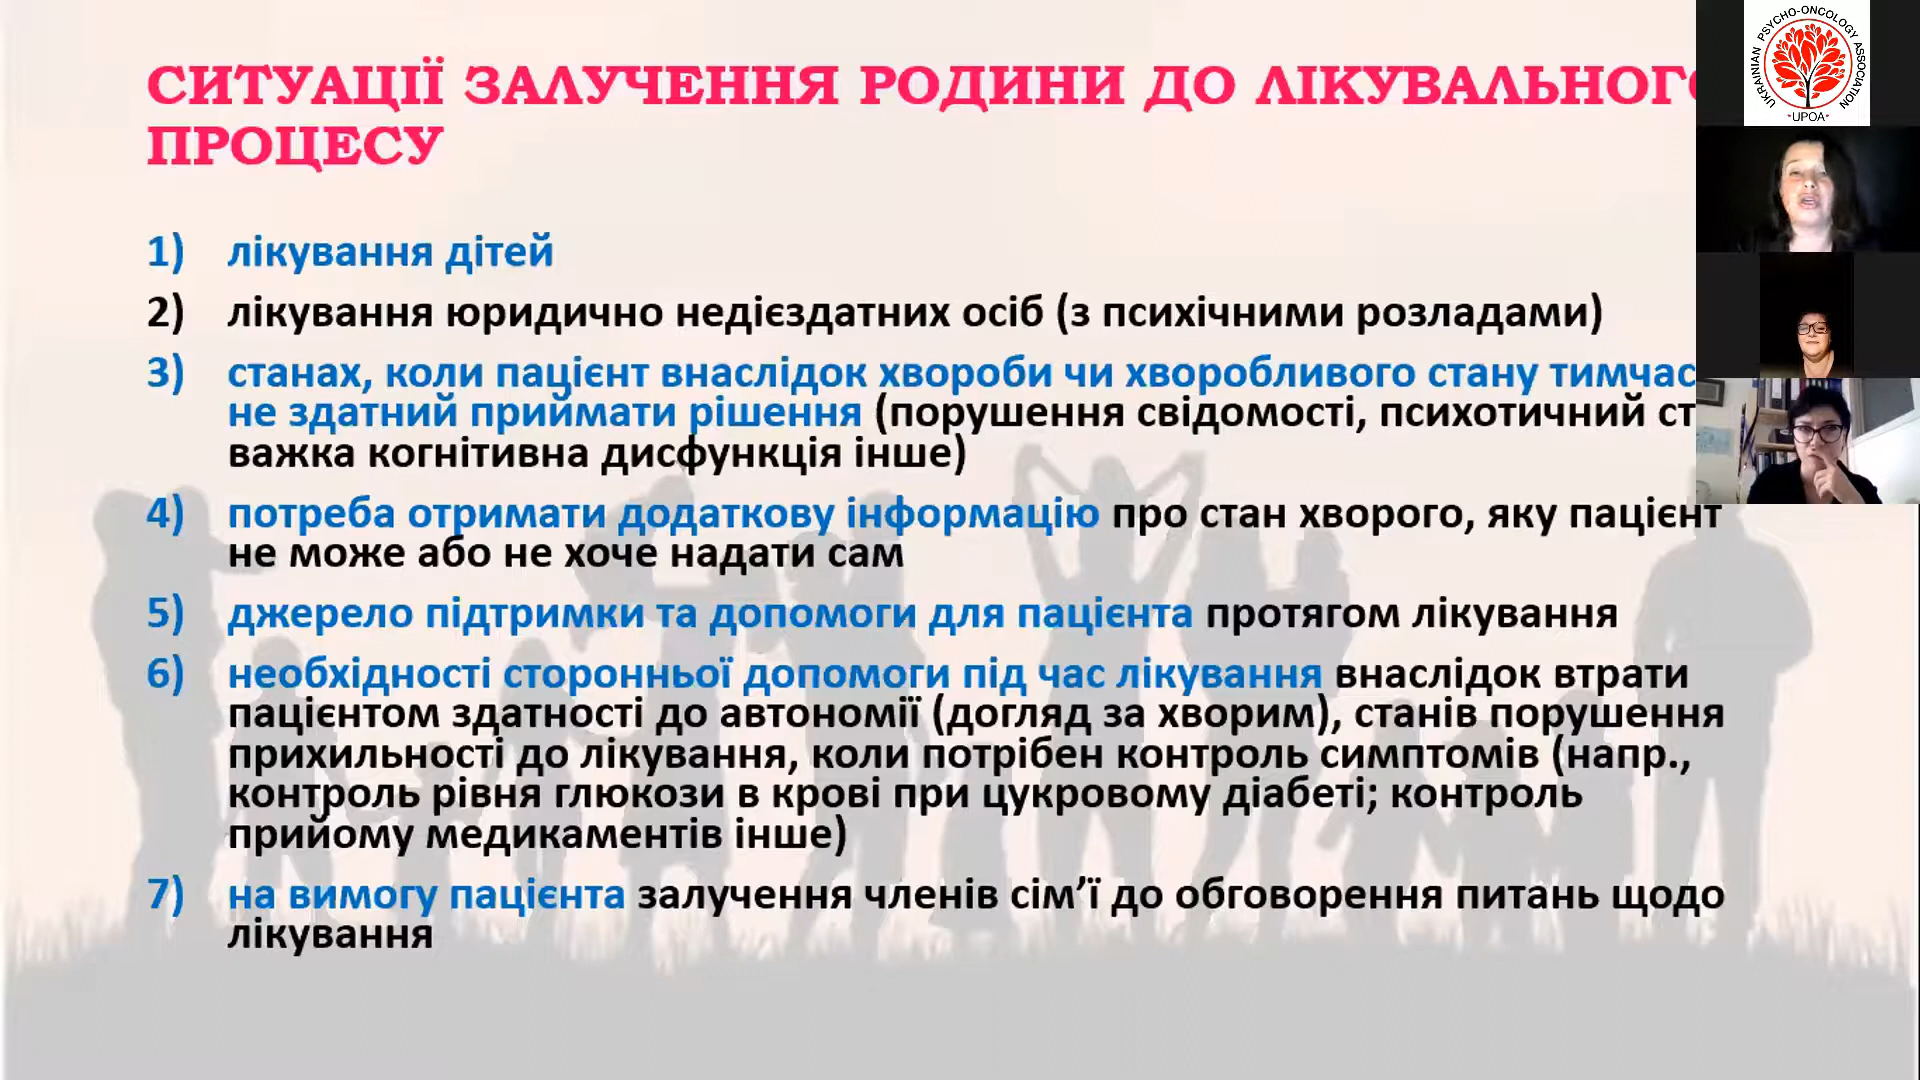 СИТУАЦІЇ ЗАЛУЧЕННЯ РОДИНИ ДО ЛІКУВАЛЬНОГО
ПРОЦЕСУ
1) лікування дітей
2) лікування юридично недієздатних осіб (з психічними розладами)
3) станах, коли пацієнт внаслідок хвороби чи хворобливого стану тимчас
не здатний приймати рішення (порушення свідомості, психотичний ст
важка когнітивна дисфункція інше)
4) потреба отримати додаткову інформацію про стан хворого, яку пацієнт
не може або не хоче надати сам
5) джерело підтримки та допомоги для пацієнта протягом лікування
6) необхідності сторонньої допомоги під час лікування внаслідок втрати
пацієнтом здатності до автономії (догляд за хворим), станів порушення
прихильності до лікування, коли потрібен контроль симптомів (напр.,
контроль рівня глюкози в крові при цукровому діабеті; контроль
прийому медикаментів інше)
7) на вимогу пацієнта залучення членів сім’ї до обговорення питань щодо
лікування
UKRAINIAN PSYCHO-ONCOLOGY ASSOCIATION
•UPOA•